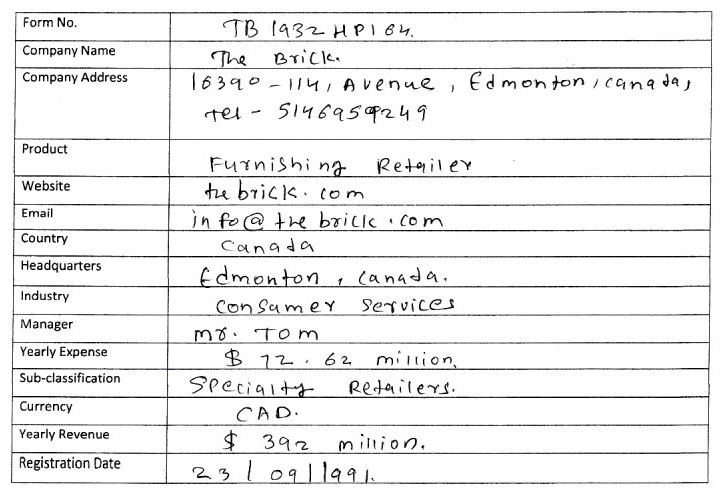 Form No. TB 1932HP164.
Company Name The Brick.
Company Address 16390-114, Avenue, Edmonton, canada,
Tel - 5146959249
Product Furnishing Retailer
Website thebrick.com
Email info@thebrick.com
Country Canada
Headquarters Edmonton, Canada.
Industry Consumer Services
Manager mr. Tom
Yearly Expense $ 72.62 million.
Sub-classification Specialty Retailers.
Currency CAD.
Yearly Revenue $ 392 million.
Registration Date 23/09/1991.